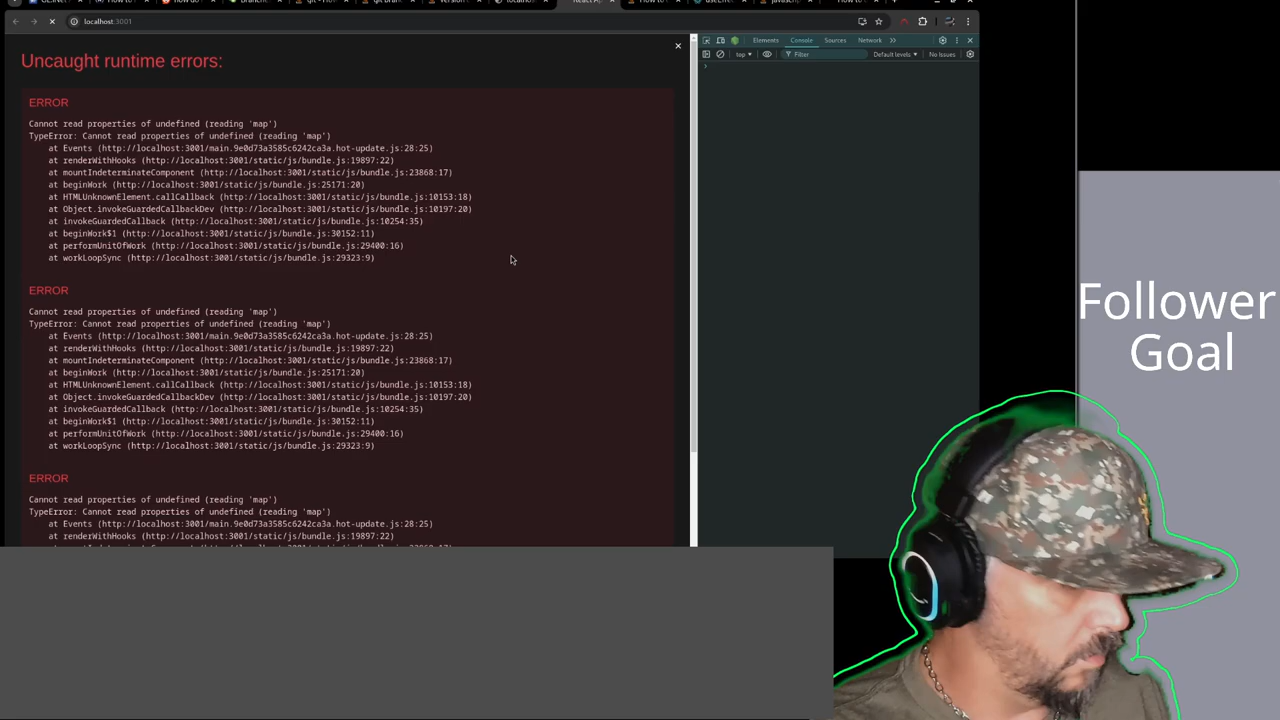 localhost:3001
Uncaught runtime errors:
×
ERROR
Cannot read properties of undefined (reading 'map')
TypeError: Cannot read properties of undefined (reading 'map')
at Events (http://localhost:3001/main.9e0d73a3585c6242ca3a.hot-update.js:28:25)
at renderWithHooks (http://localhost:3001/static/js/bundle.js:19897:22)
at mountIndeterminateComponent (http://localhost:3001/static/js/bundle.js:23868:17)
at beginWork (http://localhost:3001/static/js/bundle.js:25171:20)
at HTMLUnknownElement.callCallback (http://localhost:3001/static/js/bundle.js:10153:18)
at Object.invokeGuardedCallbackDev (http://localhost:3001/static/js/bundle.js:10197:20)
at invokeGuardedCallback (http://localhost:3001/static/js/bundle.js:10254:35)
at beginWork$1 (http://localhost:3001/static/js/bundle.js:30152:11)
at performUnitOfWork (http://localhost:3001/static/js/bundle.js:29400:16)
at workLoopSync (http://localhost:3001/static/js/bundle.js:29323:9)
ERROR
Cannot read properties of undefined (reading 'map')
TypeError: Cannot read properties of undefined (reading 'map')
at Events (http://localhost:3001/main.9e0d73a3585c6242ca3a.hot-update.js:28:25)
at renderWithHooks (http://localhost:3001/static/js/bundle.js:19897:22)
at mountIndeterminateComponent (http://localhost:3001/static/js/bundle.js:23868:17)
at beginWork (http://localhost:3001/static/js/bundle.js:25171:20)
at HTMLUnknownElement.callCallback (http://localhost:3001/static/js/bundle.js:10153:18)
at Object.invokeGuardedCallbackDev (http://localhost:3001/static/js/bundle.js:10197:20)
at invokeGuardedCallback (http://localhost:3001/static/js/bundle.js:10254:35)
at beginWork$1 (http://localhost:3001/static/js/bundle.js:30152:11)
at performUnitOfWork (http://localhost:3001/static/js/bundle.js:29400:16)
at workLoopSync (http://localhost:3001/static/js/bundle.js:29323:9)
ERROR
Cannot read properties of undefined (reading 'map')
TypeError: Cannot read properties of undefined (reading 'map')
at Events (http://localhost:3001/main.9e0d73a3585c6242ca3a.hot-update.js:28:25)
at renderWithHooks (http://localhost:3001/static/js/bundle.js:19897:22)
Elements Console Sources Network »
top Filter Default levels No Issues
Follower
Goal